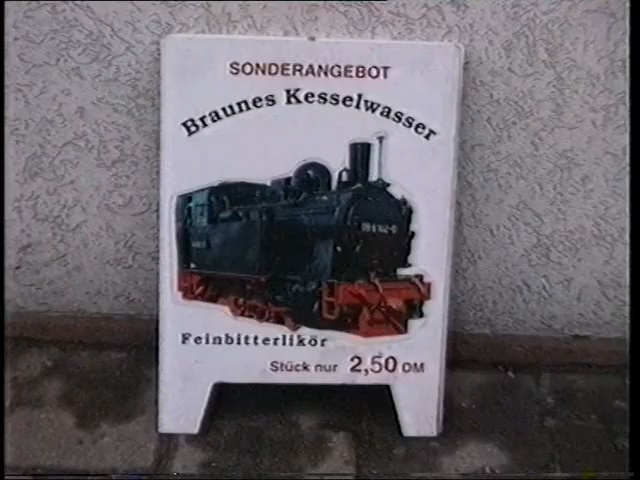 SONDERANGEBOT
Braunes Kesselwasser
Feinbitterlikör
Stück nur 2,50 DM